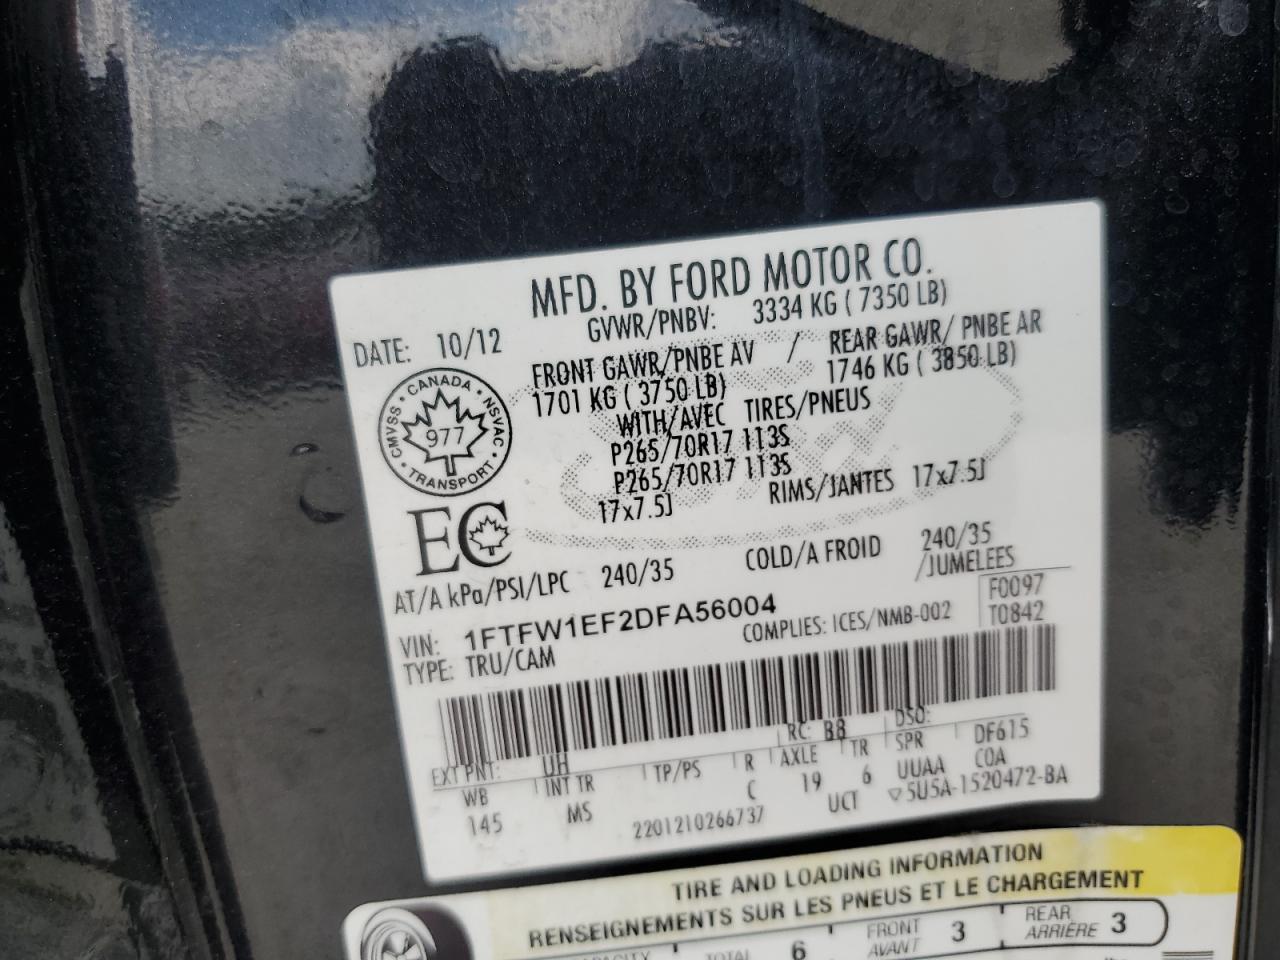 MFD. BY FORD MOTOR CO.
DATE: 10/12 GVWR/PNBV: 3334 KG ( 7350 LB)
FRONT GAWR/PNBE AV / REAR GAWR/ PNBE AR
1701 KG ( 3750 LB) 1746 KG ( 3850 LB)
WITH/AVEC TIRES/PNEUS
P265/70R17 113S
P265/70R17 113S
17x7.5J RIMS/JANTES 17x7.5J
CANADA
CMVSS NSVAC
977
TRANSPORT
EC
AT/A kPa/PSI/LPC 240/35 COLD/A FROID 240/35
/JUMELEES
VIN: 1FTFW1EF2DFA56004 F0097
TYPE: TRU/CAM COMPLIES: ICES/NMB-002 T0842
EXT PNT: UH RC: B8 DSO:
WB INT TR TP/PS R AXLE TR SPR DF615
145 MS C 19 6 UUAA COA
2201210266737 UCT ▽5U5A-1520472-BA
TIRE AND LOADING INFORMATION
RENSEIGNEMENTS SUR LES PNEUS ET LE CHARGEMENT
TOTAL 6 FRONT AVANT 3 REAR ARRIÈRE 3